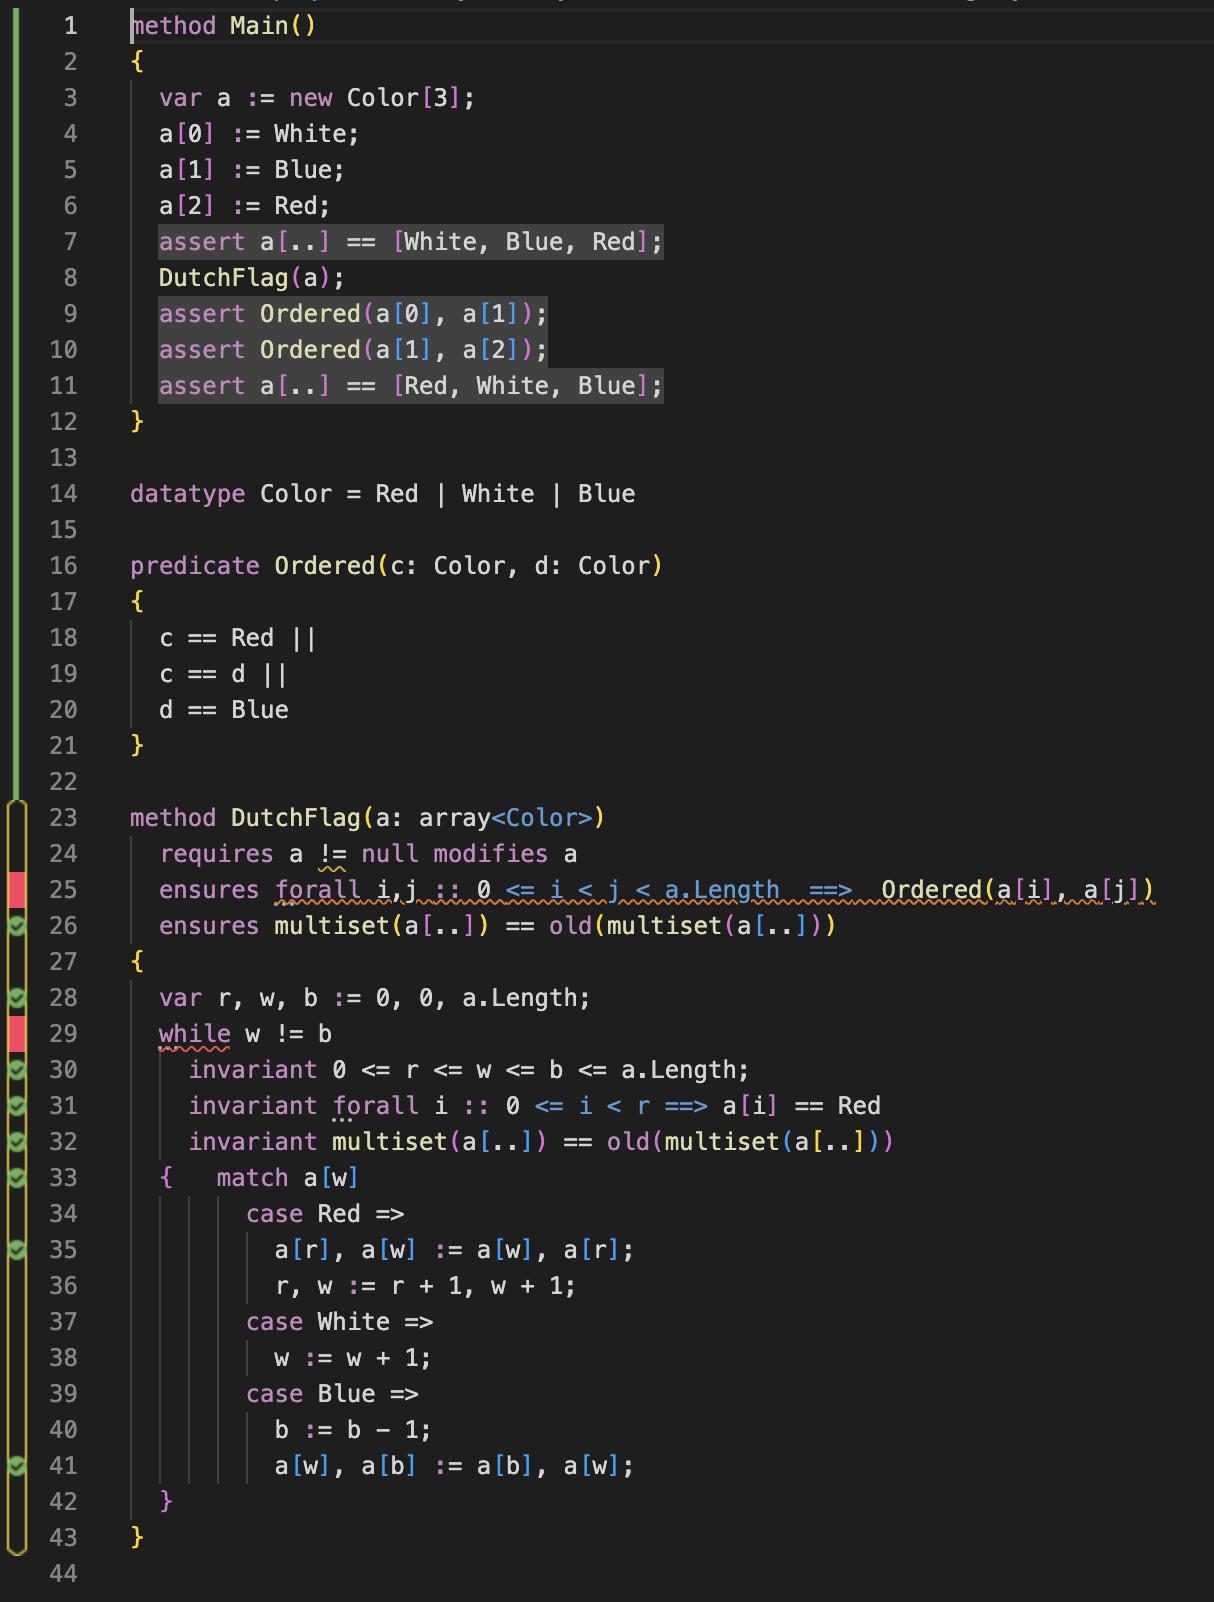 1 method Main()
2 {
3 var a := new Color[3];
4 a[0] := White;
5 a[1] := Blue;
6 a[2] := Red;
7 assert a[..] == [White, Blue, Red];
8 DutchFlag(a);
9 assert Ordered(a[0], a[1]);
10 assert Ordered(a[1], a[2]);
11 assert a[..] == [Red, White, Blue];
12 }
13
14 datatype Color = Red | White | Blue
15
16 predicate Ordered(c: Color, d: Color)
17 {
18 c == Red ||
19 c == d ||
20 d == Blue
21 }
22
23 method DutchFlag(a: array<Color>)
24 requires a != null modifies a
25 ensures forall i,j :: 0 <= i < j < a.Length  ==>  Ordered(a[i], a[j])
26 ensures multiset(a[..]) == old(multiset(a[..]))
27 {
28 var r, w, b := 0, 0, a.Length;
29 while w != b
30 invariant 0 <= r <= w <= b <= a.Length;
31 invariant forall i :: 0 <= i < r ==> a[i] == Red
32 invariant multiset(a[..]) == old(multiset(a[..]))
33 {   match a[w]
34 case Red =>
35 a[r], a[w] := a[w], a[r];
36 r, w := r + 1, w + 1;
37 case White =>
38 w := w + 1;
39 case Blue =>
40 b := b - 1;
41 a[w], a[b] := a[b], a[w];
42 }
43 }
44